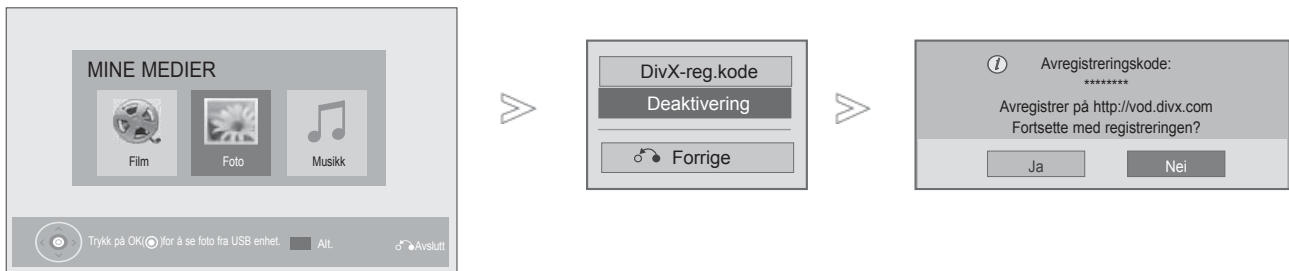 MINE MEDIER
Film
Foto
Musikk
Trykk på OK(◉)for å se foto fra USB enhet.
Alt.
Avslutt
DivX-reg.kode
Deaktivering
Forrige
Avregistreringskode:
********
Avregistrer på http://vod.divx.com
Fortsette med registreringen?
Ja
Nei